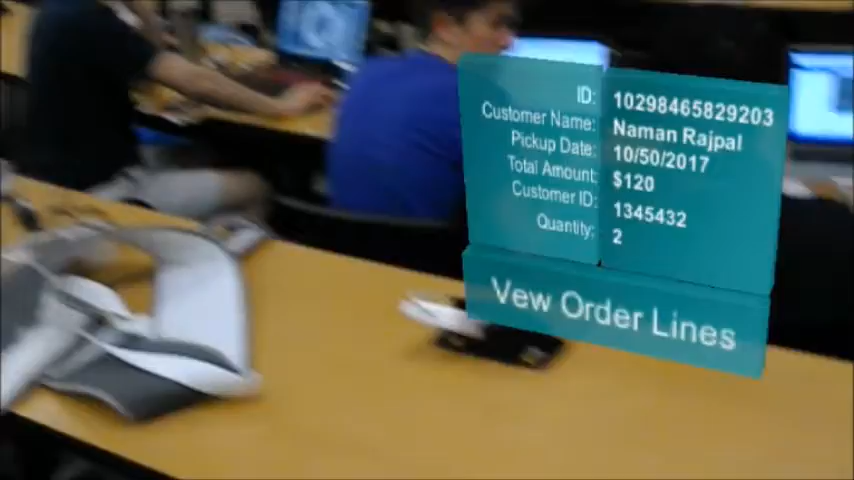 ID: 10298465829203
Customer Name: Naman Rajpal
Pickup Date: 10/50/2017
Total Amount: $120
Customer ID: 1345432
Quantity: 2
Vew Order Lines